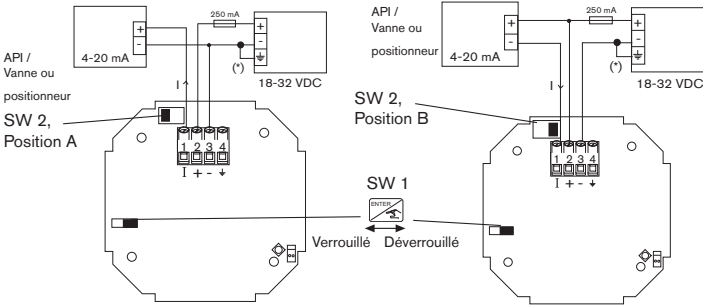 250 mA
+
-
+
-
4-20 mA
API /
Vanne ou
positionneur
(*)
18-32 VDC
I
SW 2,
Position A
1 2 3 4
I + -
250 mA
+
-
+
-
4-20 mA
API /
Vanne ou
positionneur
(*)
18-32 VDC
I
SW 2,
Position B
1 2 3 4
I + -
SW 1
ENTER
Verrouillé Déverrouillé